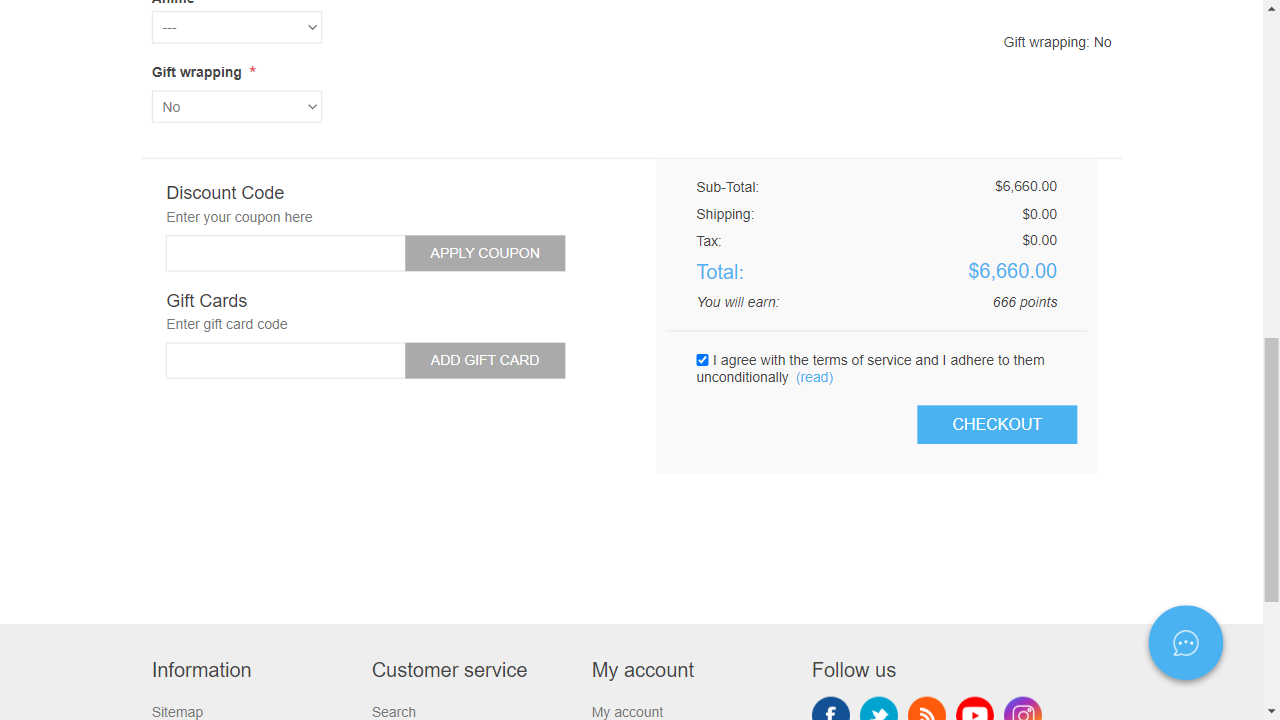 Anime
---
Gift wrapping: No
Gift wrapping *
No
Discount Code
Enter your coupon here
APPLY COUPON
Gift Cards
Enter gift card code
ADD GIFT CARD
Sub-Total: $6,660.00
Shipping: $0.00
Tax: $0.00
Total: $6,660.00
You will earn: 666 points
I agree with the terms of service and I adhere to them
unconditionally (read)
CHECKOUT
Information
Sitemap
Customer service
Search
My account
My account
Follow us